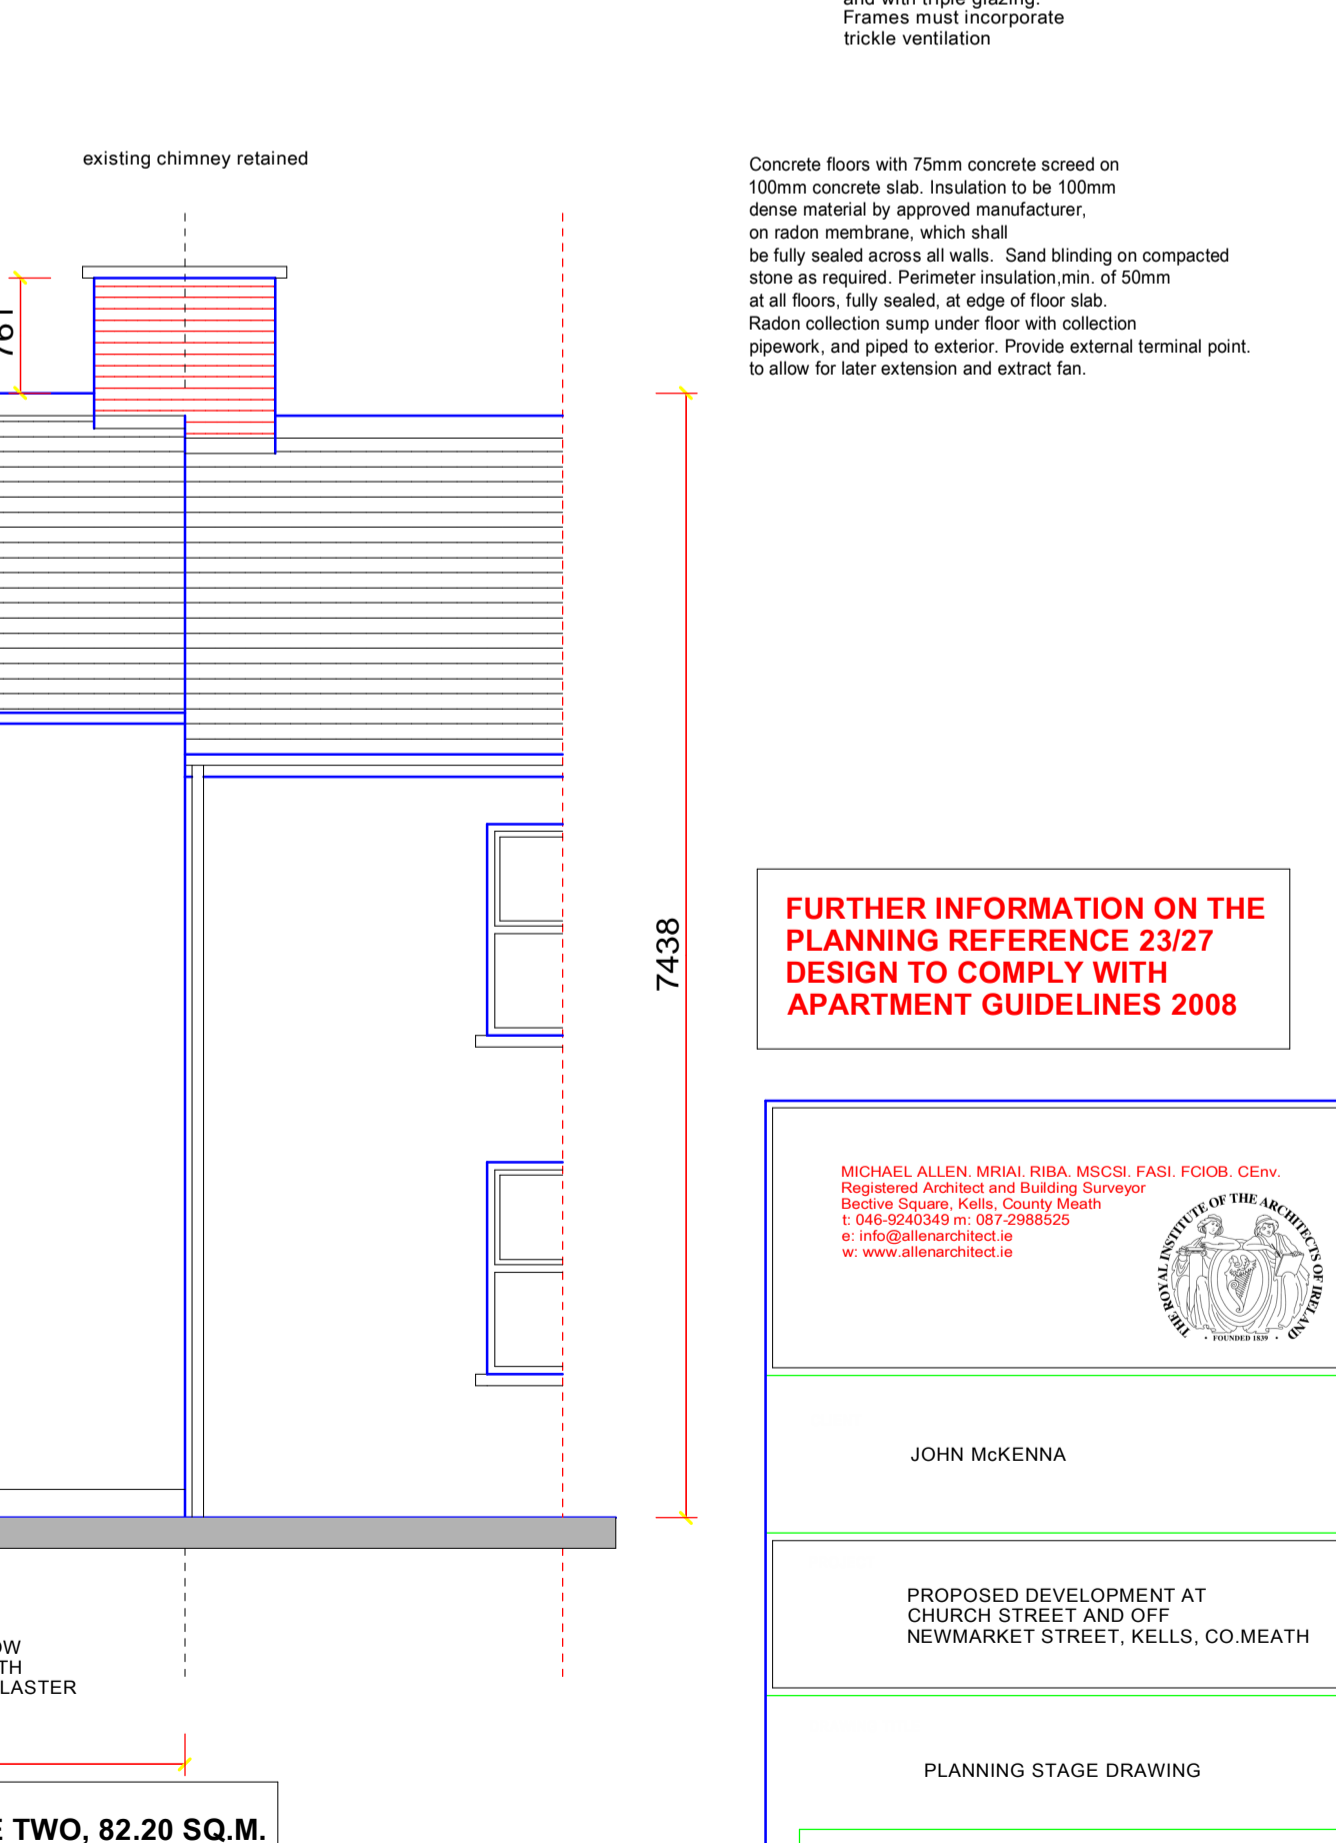 and with triple glazing.
Frames must incorporate
trickle ventilation
existing chimney retained
Concrete floors with 75mm concrete screed on
100mm concrete slab. Insulation to be 100mm
dense material by approved manufacturer,
on radon membrane, which shall
be fully sealed across all walls. Sand blinding on compacted
stone as required. Perimeter insulation,min. of 50mm
at all floors, fully sealed, at edge of floor slab.
Radon collection sump under floor with collection
pipework, and piped to exterior. Provide external terminal point.
to allow for later extension and extract fan.
761
7438
FURTHER INFORMATION ON THE
PLANNING REFERENCE 23/27
DESIGN TO COMPLY WITH
APARTMENT GUIDELINES 2008
MICHAEL ALLEN. MRIAI. RIBA. MSCSI. FASI. FCIOB. CEnv.
Registered Architect and Building Surveyor
Bective Square, Kells, County Meath
t: 046-9240349 m: 087-2988525
e: info@allenarchitect.ie
w: www.allenarchitect.ie
THE ROYAL INSTITUTE OF THE ARCHITECTS OF IRELAND
• FOUNDED 1839 •
JOHN McKENNA
PROPOSED DEVELOPMENT AT
CHURCH STREET AND OFF
NEWMARKET STREET, KELLS, CO.MEATH
OW
TH
LASTER
PLANNING STAGE DRAWING
E TWO, 82.20 SQ.M.